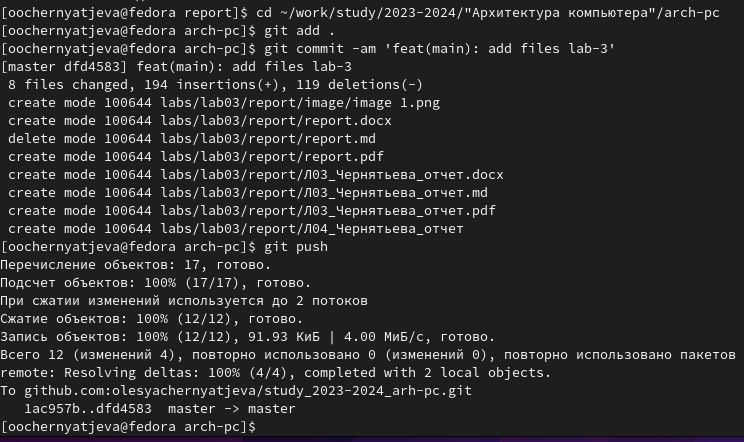 [oochernyatjeva@fedora report]$ cd ~/work/study/2023-2024/"Архитектура компьютера"/arch-pc
[oochernyatjeva@fedora arch-pc]$ git add .
[oochernyatjeva@fedora arch-pc]$ git commit -am 'feat(main): add files lab-3'
[master dfd4583] feat(main): add files lab-3
 8 files changed, 194 insertions(+), 119 deletions(-)
 create mode 100644 labs/lab03/report/image/image 1.png
 create mode 100644 labs/lab03/report/report.docx
 delete mode 100644 labs/lab03/report/report.md
 create mode 100644 labs/lab03/report/report.pdf
 create mode 100644 labs/lab03/report/Л03_Чернятьева_отчет.docx
 create mode 100644 labs/lab03/report/Л03_Чернятьева_отчет.md
 create mode 100644 labs/lab03/report/Л03_Чернятьева_отчет.pdf
 create mode 100644 labs/lab03/report/Л04_Чернятьева_отчет
[oochernyatjeva@fedora arch-pc]$ git push
Перечисление объектов: 17, готово.
Подсчет объектов: 100% (17/17), готово.
При сжатии изменений используется до 2 потоков
Сжатие объектов: 100% (12/12), готово.
Запись объектов: 100% (12/12), 91.93 КиБ | 4.00 МиБ/с, готово.
Всего 12 (изменений 4), повторно использовано 0 (изменений 0), повторно использовано пакетов
remote: Resolving deltas: 100% (4/4), completed with 2 local objects.
To github.com:olesyachernyatjeva/study_2023-2024_arh-pc.git
   1ac957b..dfd4583  master -> master
[oochernyatjeva@fedora arch-pc]$